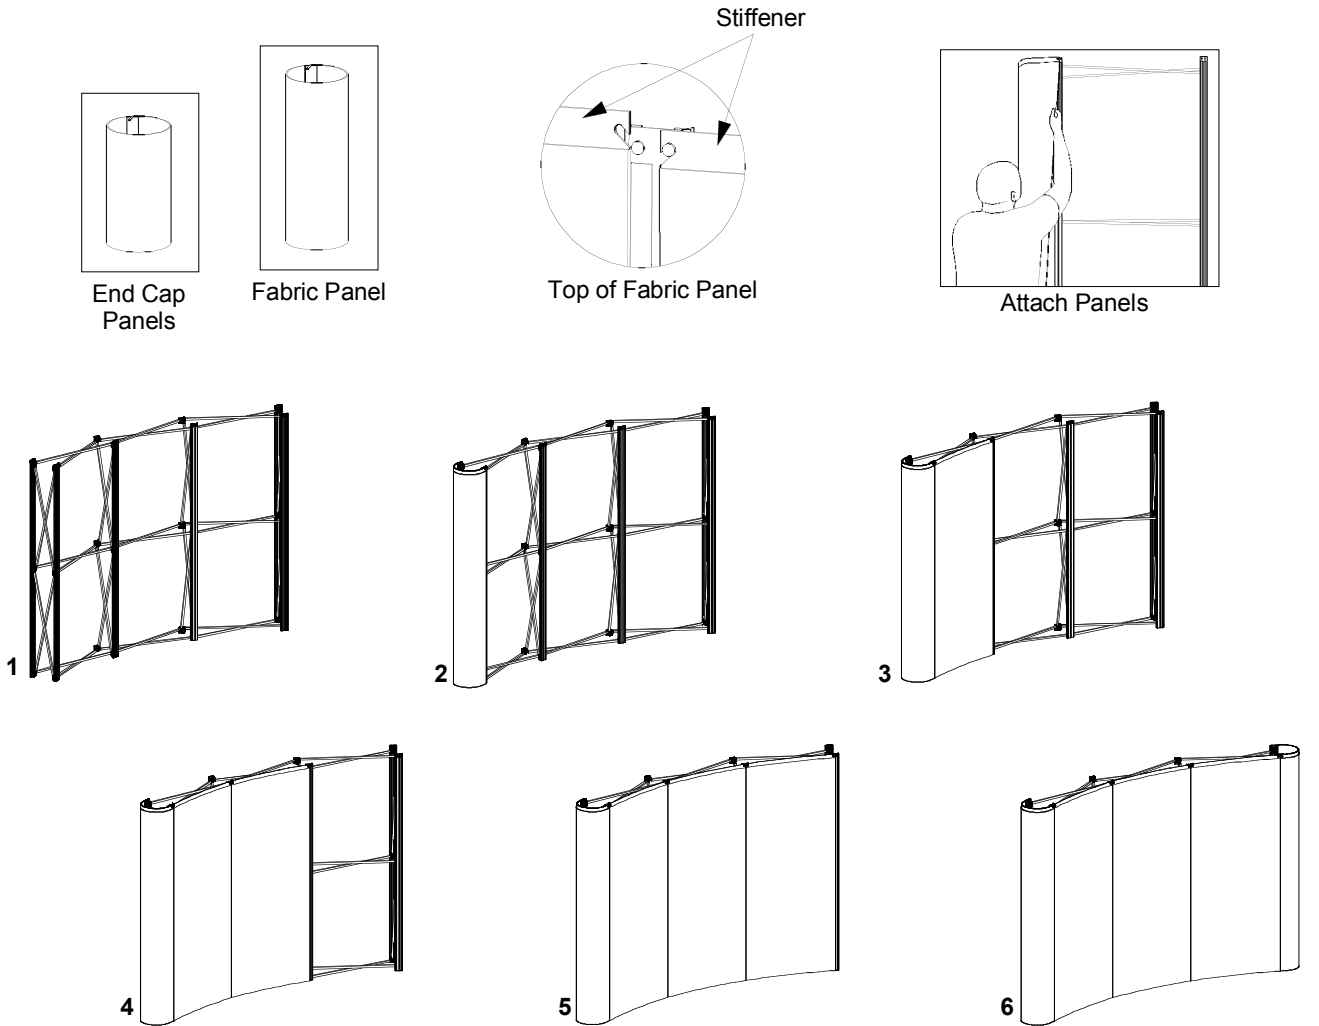 Stiffener
End Cap
Panels
Fabric Panel
Top of Fabric Panel
Attach Panels
1
2
3
4
5
6